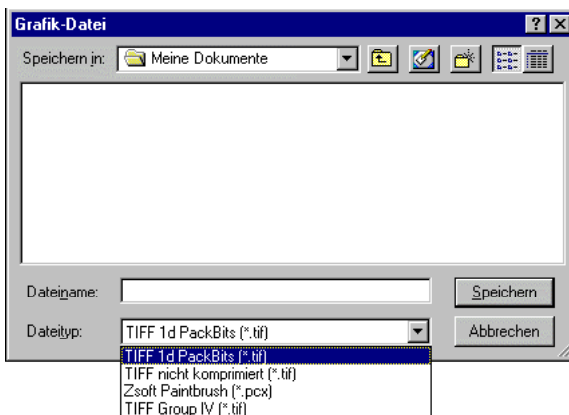 Grafik-Datei
Speichern in: Meine Dokumente
Dateiname: Speichern
Dateityp: TIFF 1d PackBits (*.tif) Abbrechen
TIFF 1d PackBits (*.tif)
TIFF nicht komprimiert (*.tif)
Zsoft Paintbrush (*.pcx)
TIFF Group IV (*.tif)